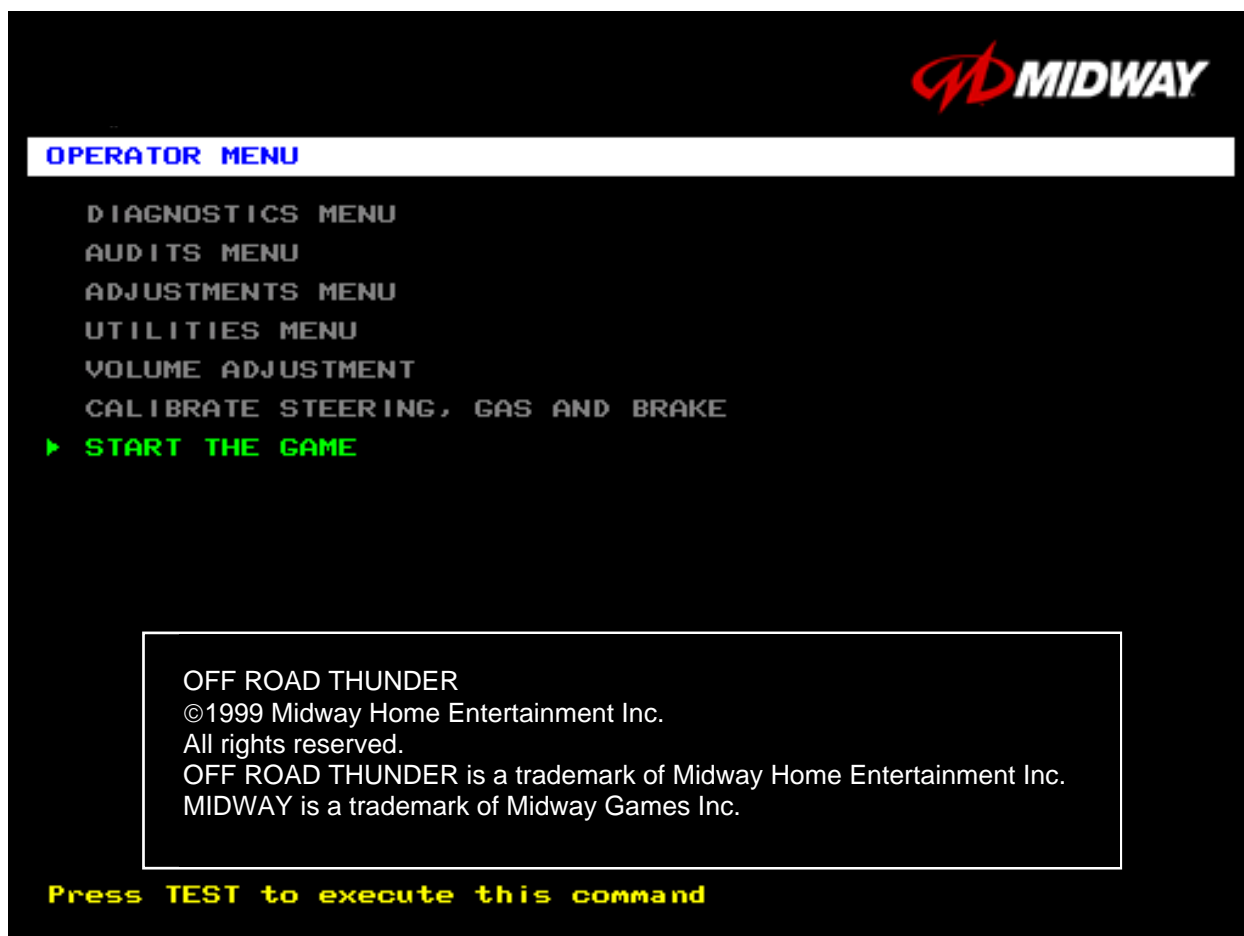 MIDWAY
OPERATOR MENU
DIAGNOSTICS MENU
AUDITS MENU
ADJUSTMENTS MENU
UTILITIES MENU
VOLUME ADJUSTMENT
CALIBRATE STEERING, GAS AND BRAKE
START THE GAME
OFF ROAD THUNDER
©1999 Midway Home Entertainment Inc.
All rights reserved.
OFF ROAD THUNDER is a trademark of Midway Home Entertainment Inc.
MIDWAY is a trademark of Midway Games Inc.
Press TEST to execute this command